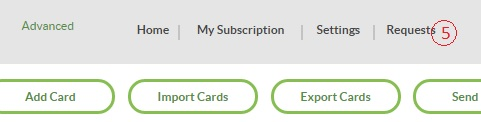 Advanced
Home | My Subscription | Settings | Requests 5
Add Card Import Cards Export Cards Send